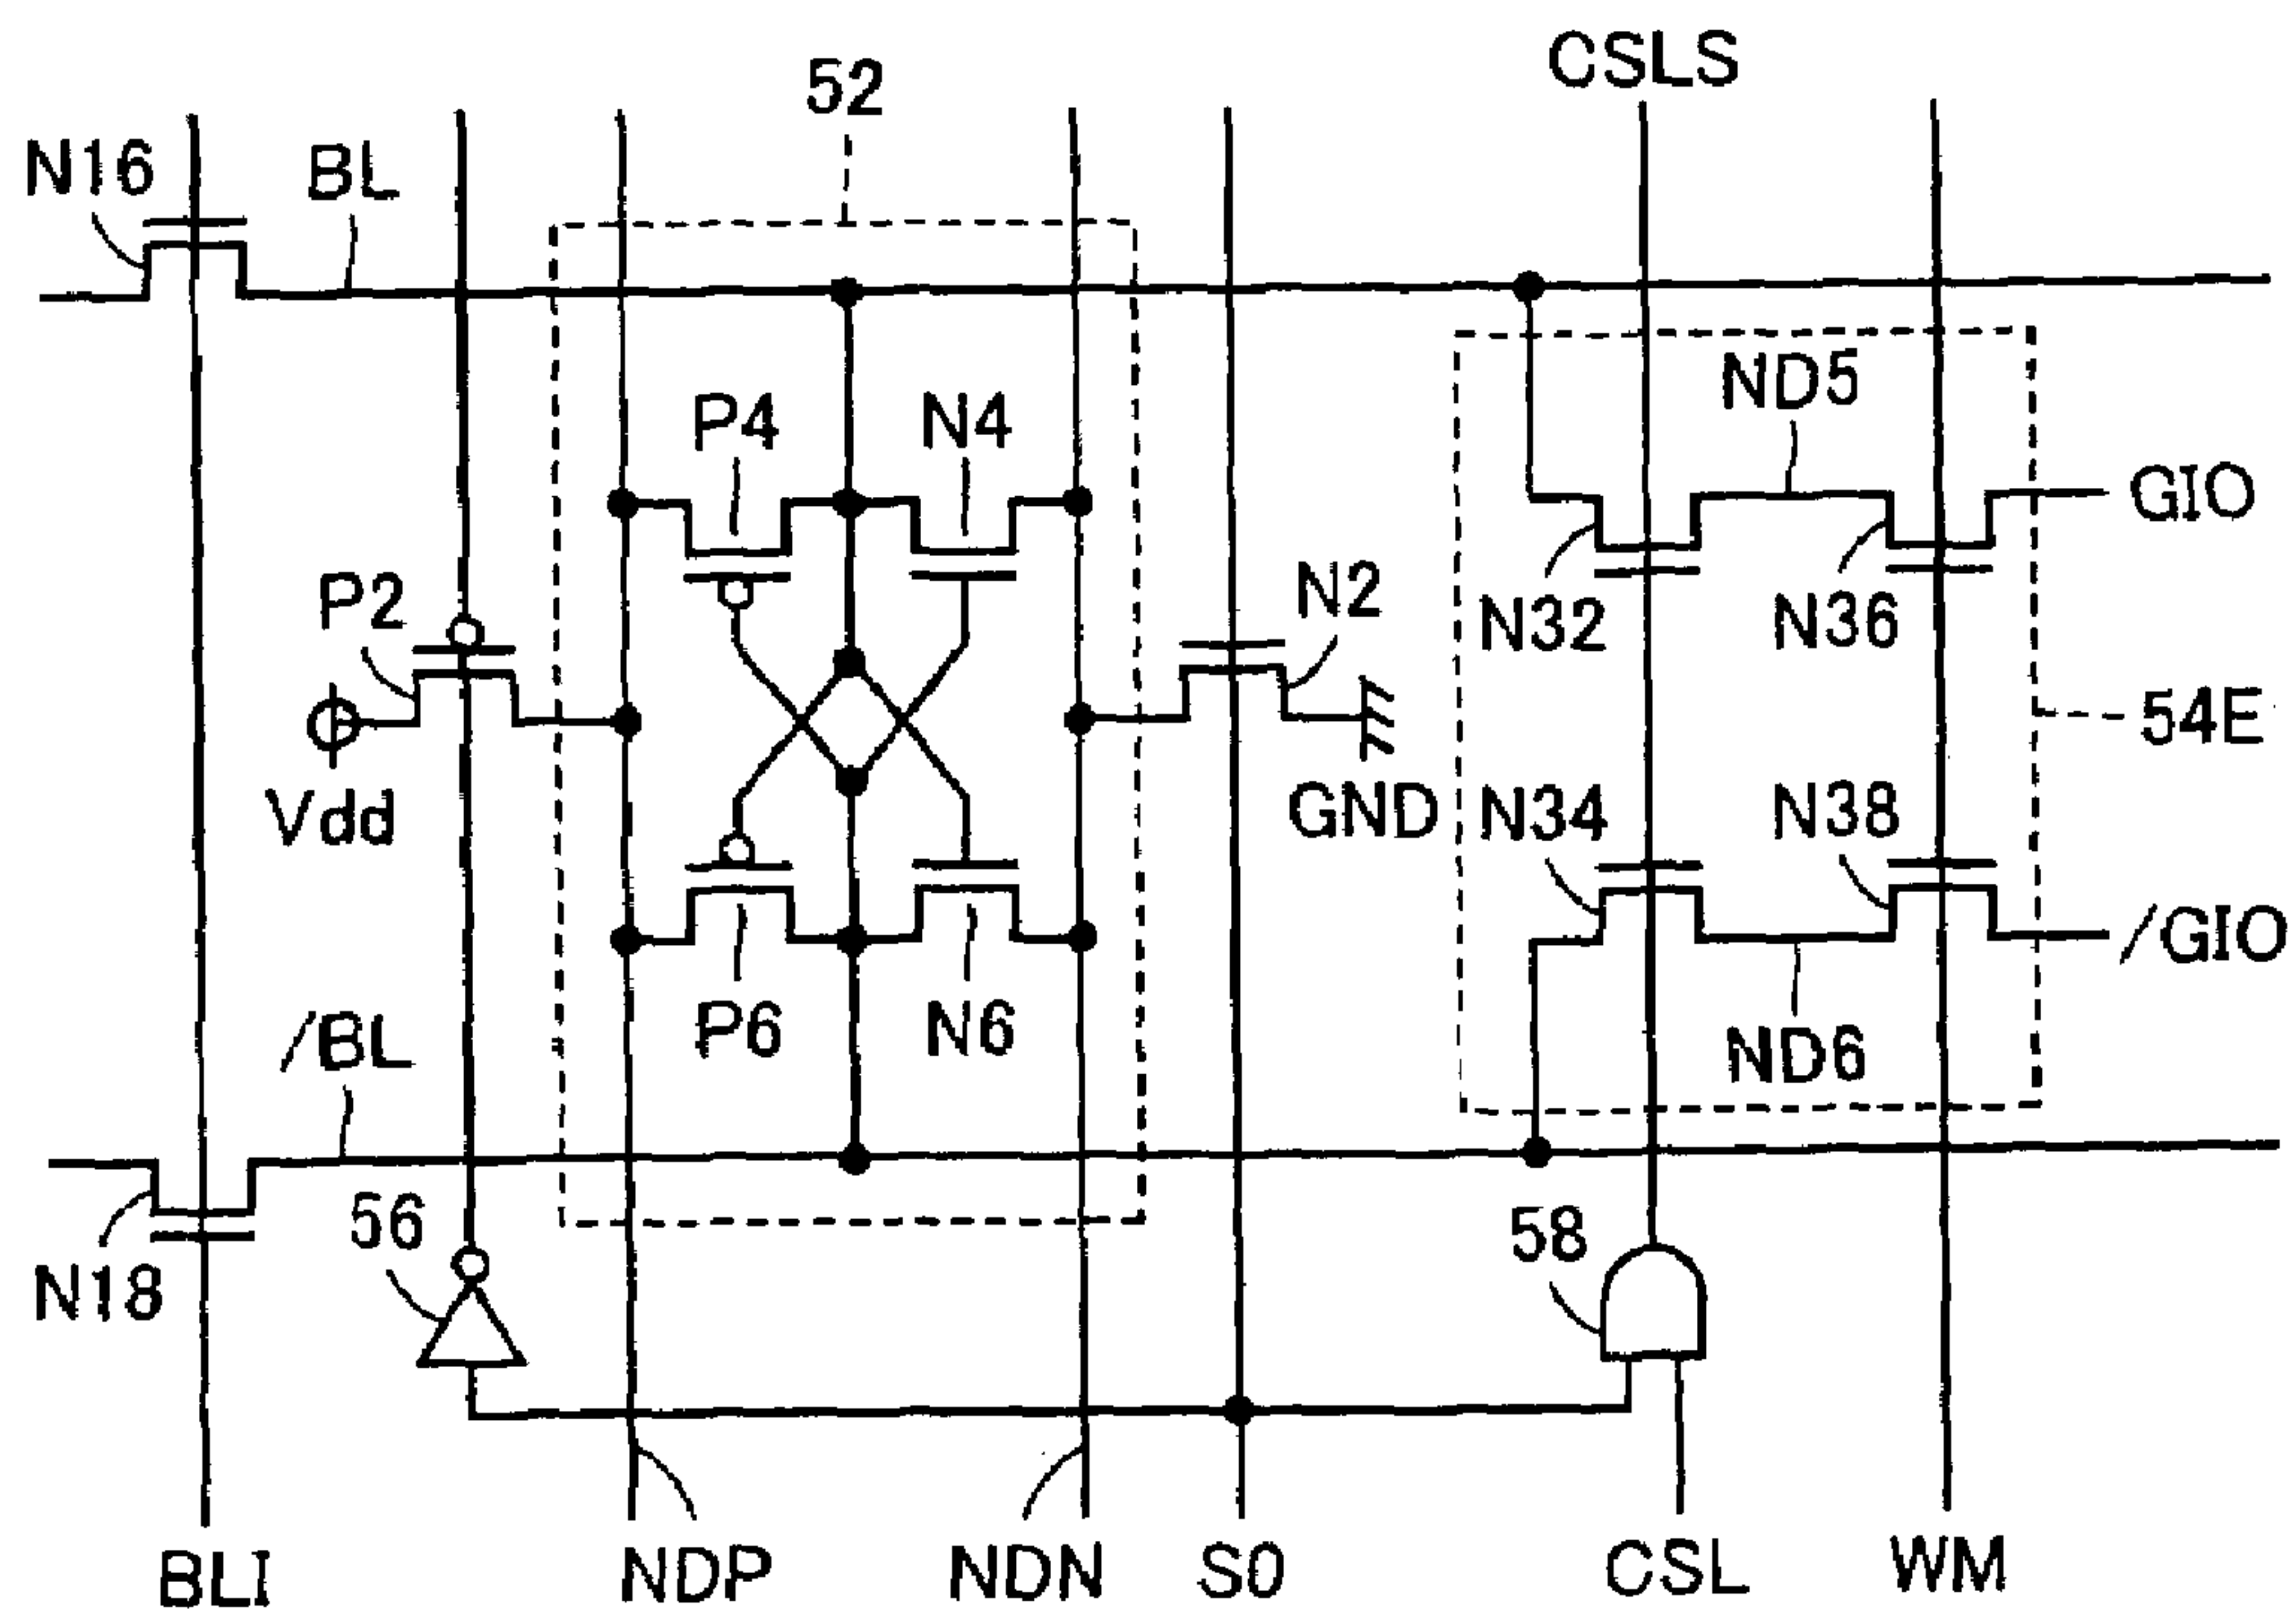 CSLS
52
N16
BL
ND5
P4
N4
GIO
P2
N2
N32
N36
54E
Vdd
GND
N34
N38
/GIO
P6
N6
/BL
ND6
56
58
N18
BLI
NDP
NDN
S0
CSL
WM